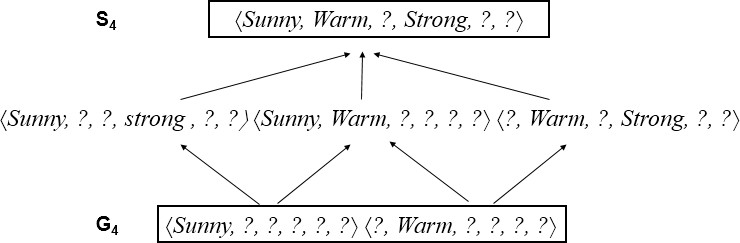 S4 ⟨Sunny, Warm, ?, Strong, ?, ?⟩
⟨Sunny, ?, ?, strong , ?, ?⟩ ⟨Sunny, Warm, ?, ?, ?, ?⟩ ⟨?, Warm, ?, Strong, ?, ?⟩
G4 ⟨Sunny, ?, ?, ?, ?, ?⟩ ⟨?, Warm, ?, ?, ?, ?⟩